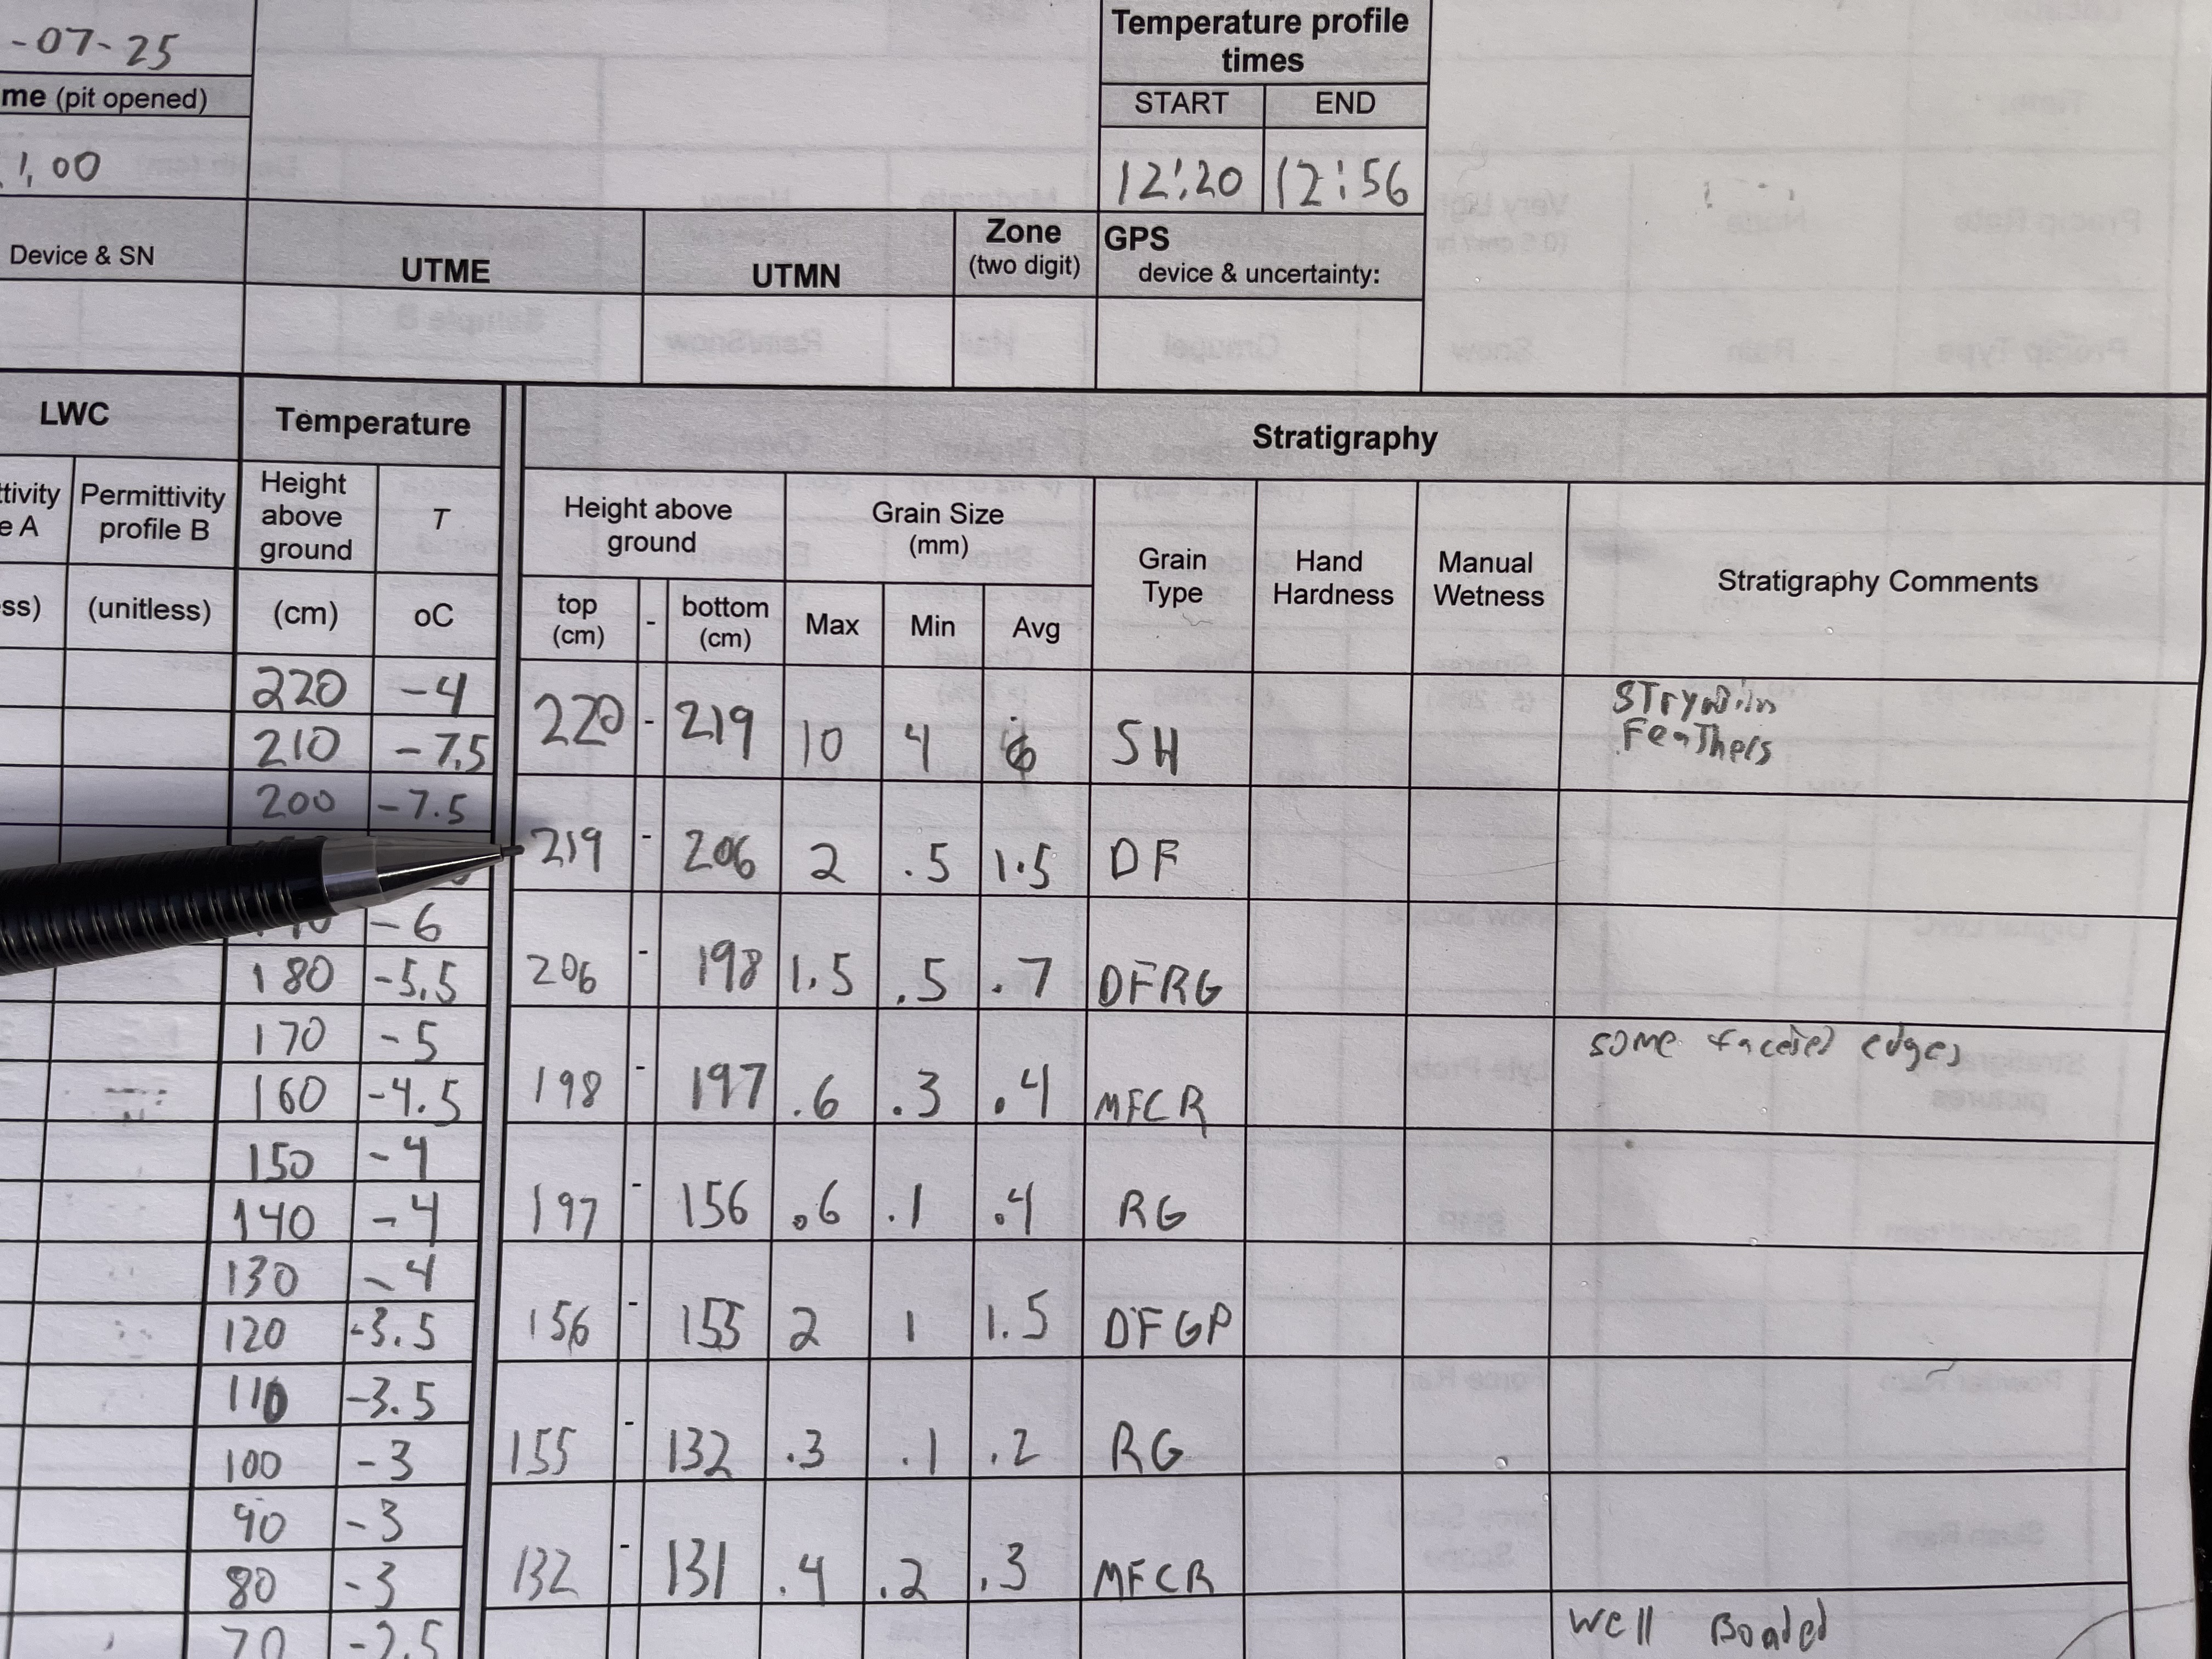 -07-25
me (pit opened)
1,00
Temperature profile times
START END
12:20 12:56
Device & SN UTME UTMN Zone (two digit) GPS device & uncertainty:
LWC Temperature Stratigraphy
Permittivity profile B Height above ground T Height above ground Grain Size (mm) Grain Type Hand Hardness Manual Wetness Stratigraphy Comments
(unitless) (cm) oC top (cm) - bottom (cm) Max Min Avg
220 -4
220 - 219 10 4 6 SH
Feathers
210 -7.5
200 -7.5
219 - 206 2 .5 1.5 DF
-6
206 - 198 1.5 .5 .7 DFRG
some faceted edges
180 -5.5
170 -5
198 - 197 .6 .3 .4 MFCR
160 -4.5
150 -4
197 - 156 .6 .1 .4 RG
140 -4
130 -4
156 - 155 2 1 1.5 DFGP
120 -3.5
110 -3.5
155 - 132 .3 .1 .2 RG
100 -3
90 -3
132 - 131 .4 .2 .3 MFCR
80 -3
70 -2.5
well